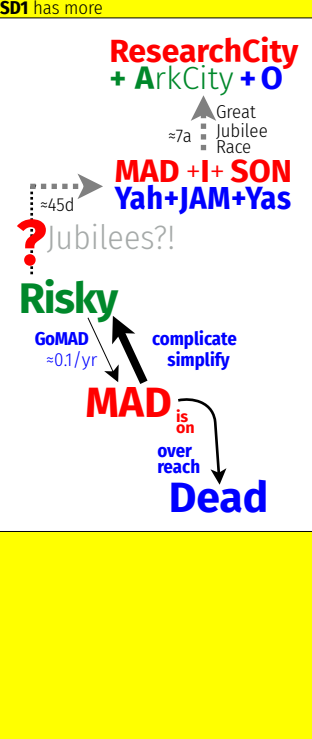 SD1 has more
ResearchCity
+ ArkCity + O
Great
≈7a Jubilee
Race
MAD +I+ SON
Yah+JAM+Yas
≈45d
? Jubilees?!
Risky
GoMAD complicate
≈0.1/yr simplify
MAD
is
on
over
reach
Dead